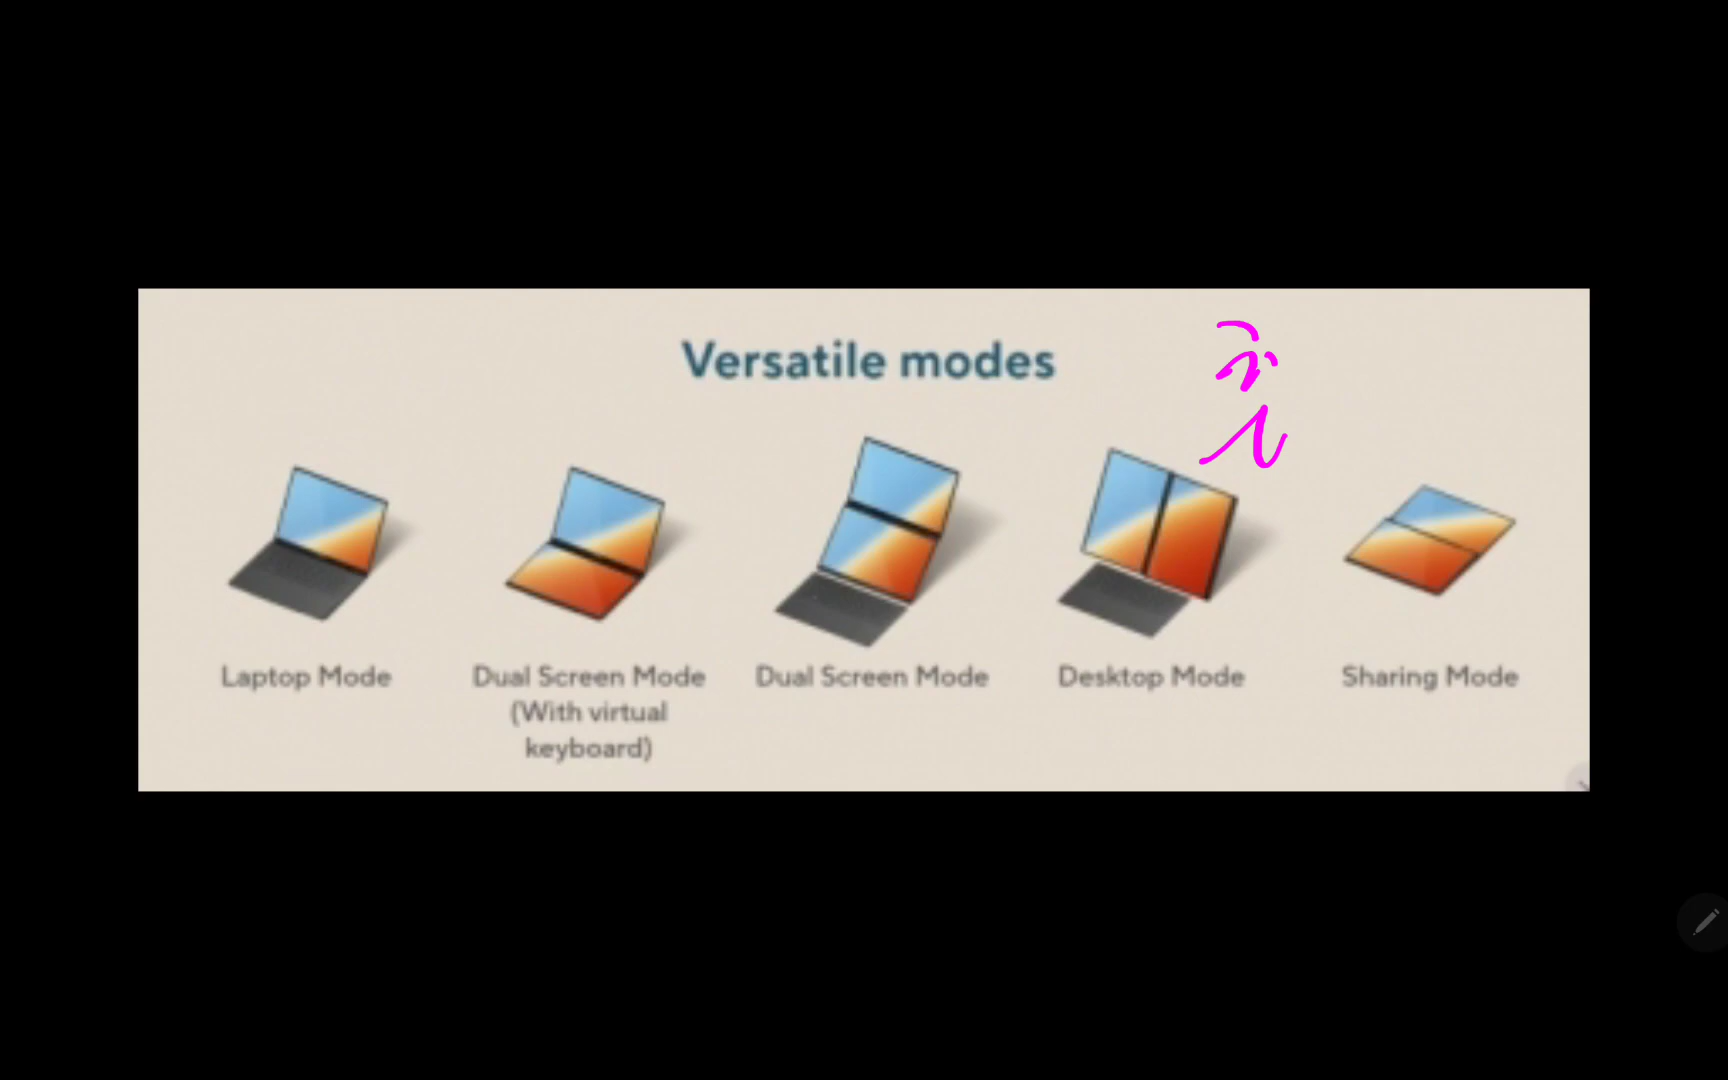 Versatile modes
Laptop Mode
Dual Screen Mode
(With virtual
keyboard)
Dual Screen Mode
Desktop Mode
Sharing Mode